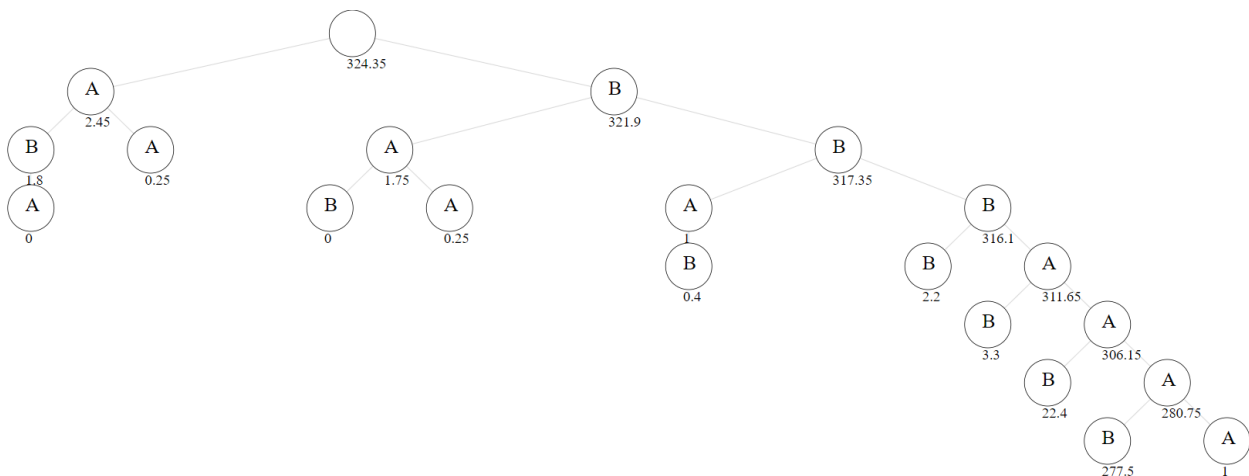 324.35
A B
2.45 321.9
B A A B
1.8 0.25 1.75 317.35
A B A A B
0 0 0.25 1 316.1
B B A
0.4 2.2 311.65
B A
3.3 306.15
B A
22.4 280.75
B A
277.5 1